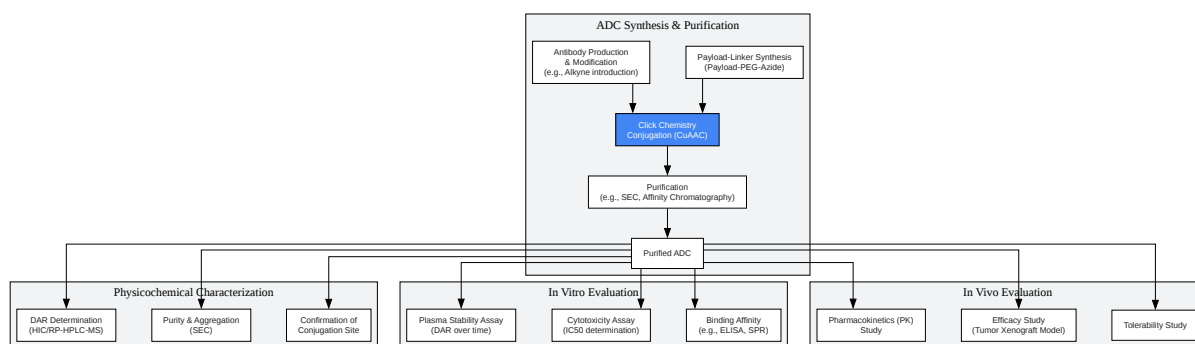 ADC Synthesis & Purification
Antibody Production
& Modification
(e.g., Alkyne introduction)
Payload-Linker Synthesis
(Payload-PEG-Azide)
Click Chemistry
Conjugation (CuAAC)
Purification
(e.g., SEC, Affinity Chromatography)
Purified ADC
Physicochemical Characterization
DAR Determination
(HIC/RP-HPLC-MS)
Purity & Aggregation
(SEC)
Confirmation of
Conjugation Site
In Vitro Evaluation
Plasma Stability Assay
(DAR over time)
Cytotoxicity Assay
(IC50 determination)
Binding Affinity
(e.g., ELISA, SPR)
In Vivo Evaluation
Pharmacokinetics (PK)
Study
Efficacy Study
(Tumor Xenograft Model)
Tolerability Study